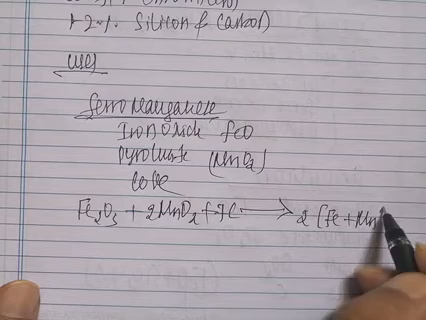 + 2% Silicon & Carbon)
uses
ferro Manganese
Iron Oxide feO
pyrolusite (MnO2)
Coke
Fe2O3 + 2MnO2 + 7C → 2 [Fe + Mn